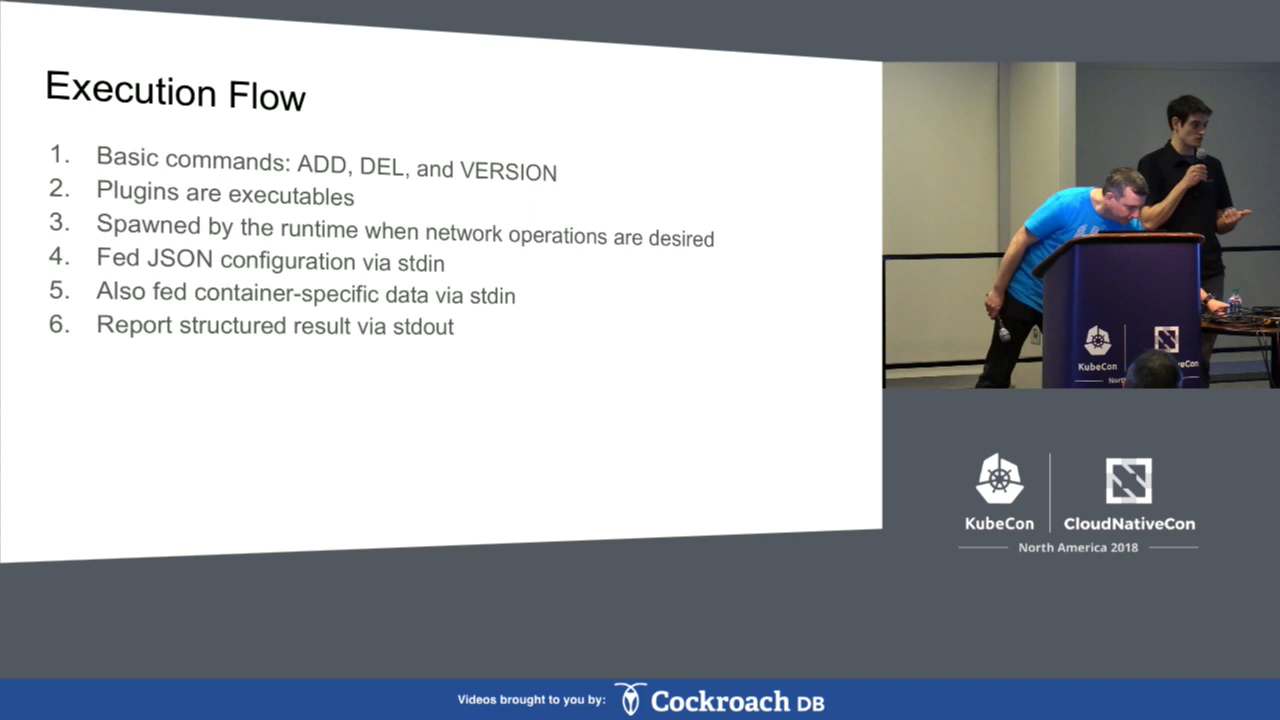 Execution Flow
1. Basic commands: ADD, DEL, and VERSION
2. Plugins are executables
3. Spawned by the runtime when network operations are desired
4. Fed JSON configuration via stdin
5. Also fed container-specific data via stdin
6. Report structured result via stdout
KubeCon
North America 2018
KubeCon
CloudNativeCon
Videos brought to you by:
Cockroach DB